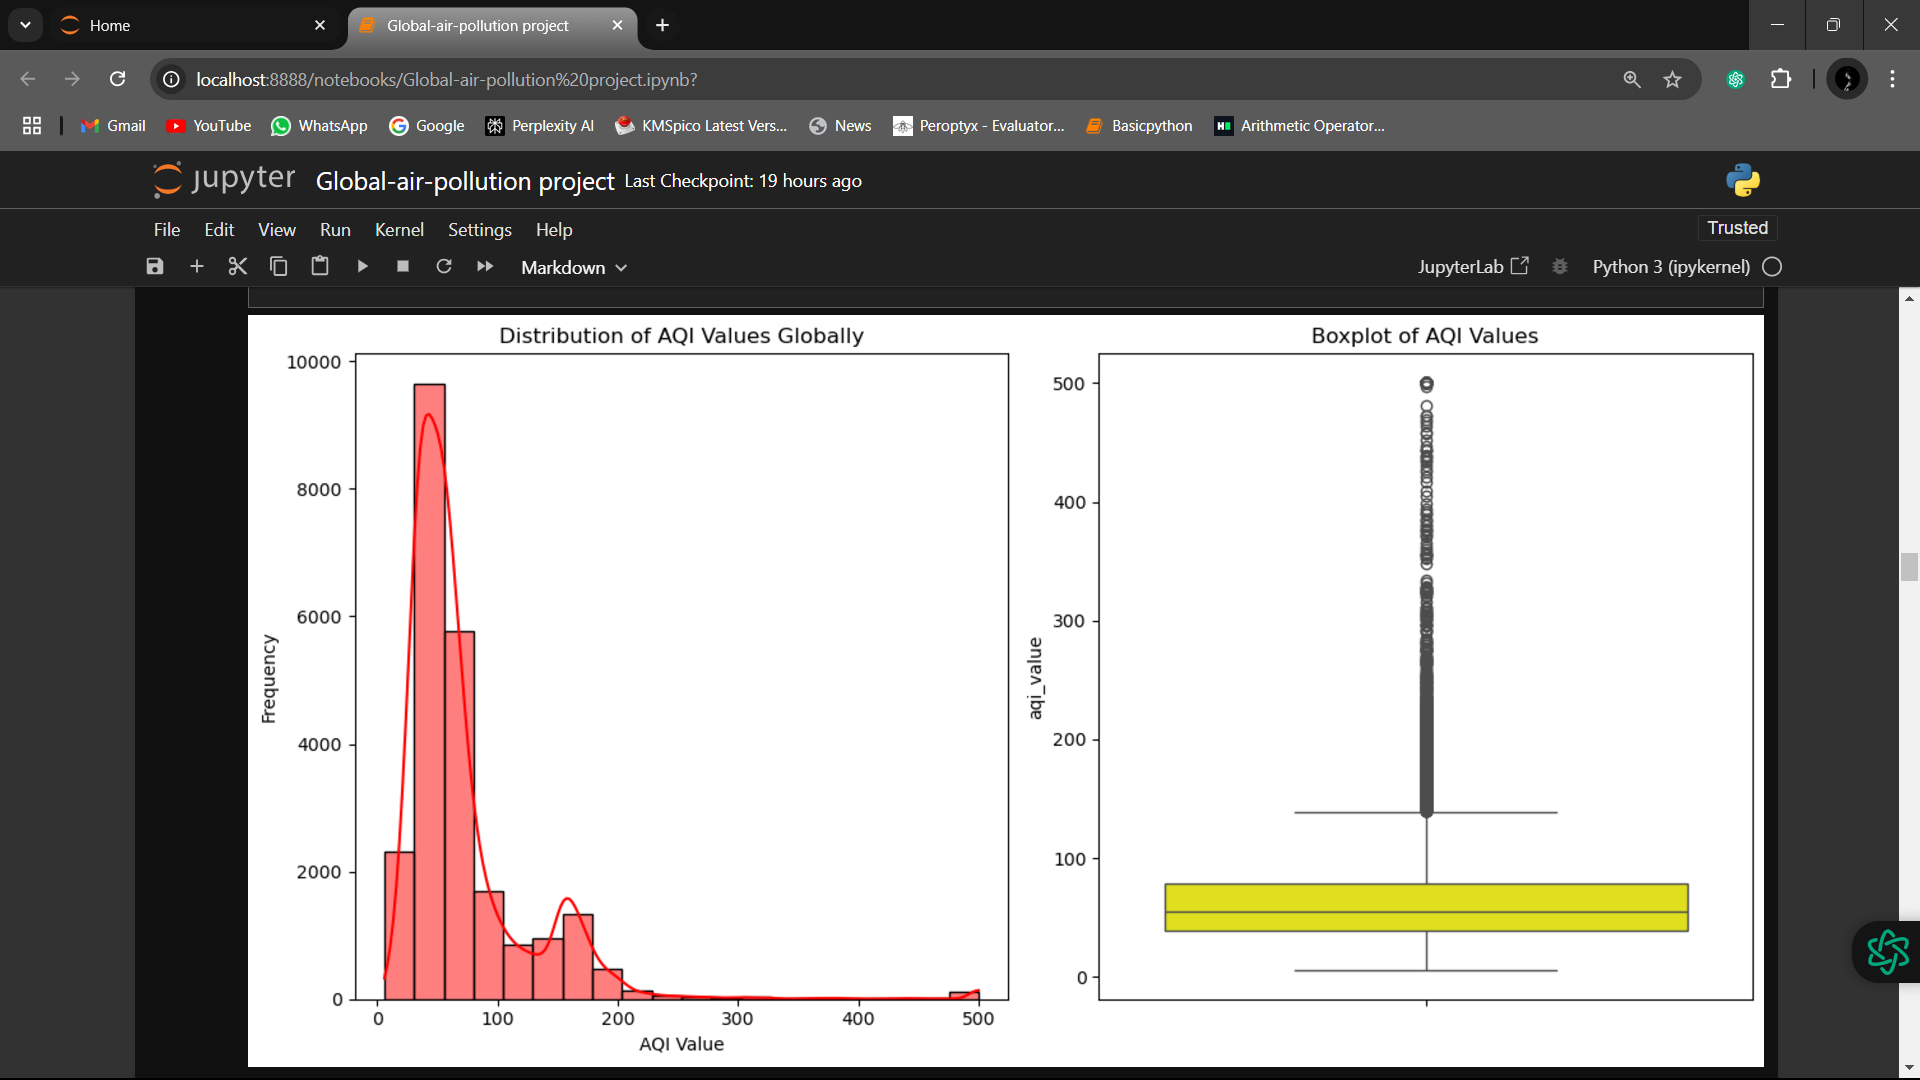 Home
Global-air-pollution project
localhost:8888/notebooks/Global-air-pollution%20project.ipynb?
Gmail YouTube WhatsApp Google Perplexity AI KMSpico Latest Vers... News Peroptyx - Evaluator... Basicpython Arithmetic Operator...
jupyter Global-air-pollution project Last Checkpoint: 19 hours ago
File Edit View Run Kernel Settings Help Trusted
Markdown JupyterLab Python 3 (ipykernel)
Distribution of AQI Values Globally
10000
8000
6000
4000
2000
0
Frequency
0 100 200 300 400 500
AQI Value
Boxplot of AQI Values
500
400
300
200
100
0
aqi_value